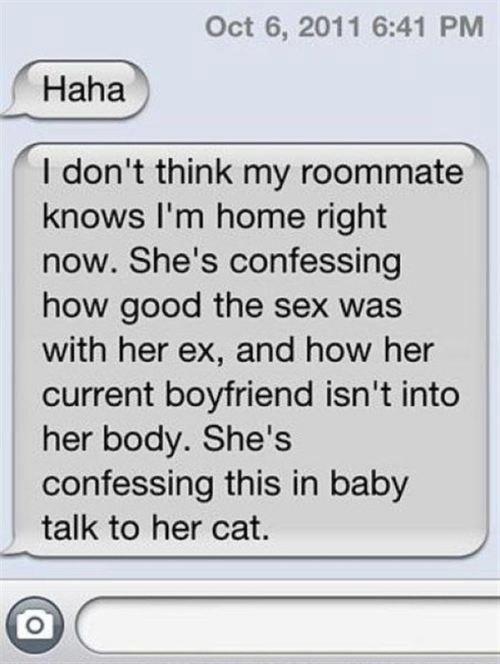 Oct 6, 2011 6:41 PM
Haha
I don't think my roommate
knows I'm home right
now. She's confessing
how good the sex was
with her ex, and how her
current boyfriend isn't into
her body. She's
confessing this in baby
talk to her cat.